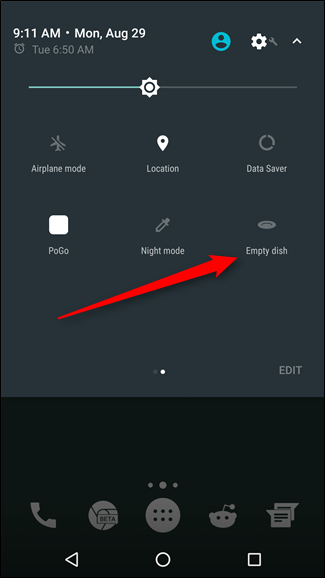 9:11 AM • Mon, Aug 29
Tue 6:50 AM
Airplane mode
Location
Data Saver
PoGo
Night mode
Empty dish
EDIT
BETA